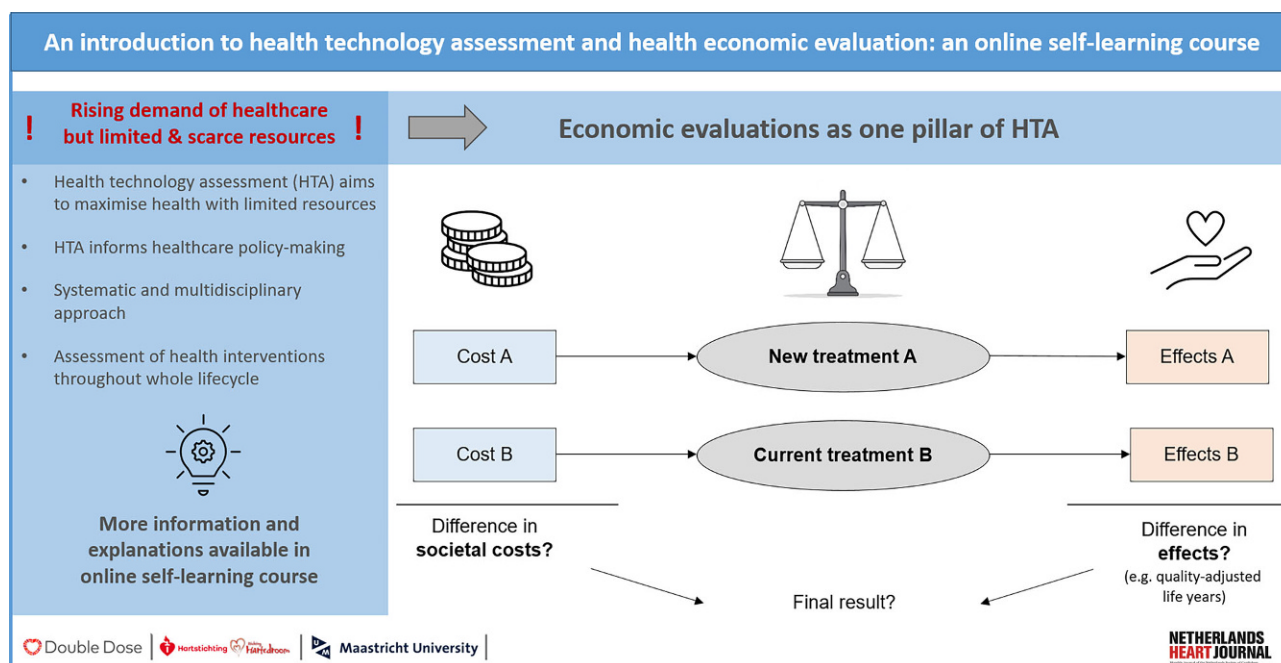 An introduction to health technology assessment and health economic evaluation: an online self-learning course
! Rising demand of healthcare !
but limited & scarce resources
• Health technology assessment (HTA) aims
to maximise health with limited resources
• HTA informs healthcare policy-making
• Systematic and multidisciplinary
approach
• Assessment of health interventions
throughout whole lifecycle
More information and
explanations available in
online self-learning course
Economic evaluations as one pillar of HTA
Cost A
New treatment A
Effects A
Cost B
Current treatment B
Effects B
Difference in
societal costs?
Difference in
effects?
(e.g. quality-adjusted
life years)
Final result?
Double Dose
Hartstichting
Hartedroom
UM
Maastricht University
NETHERLANDS
HEART JOURNAL